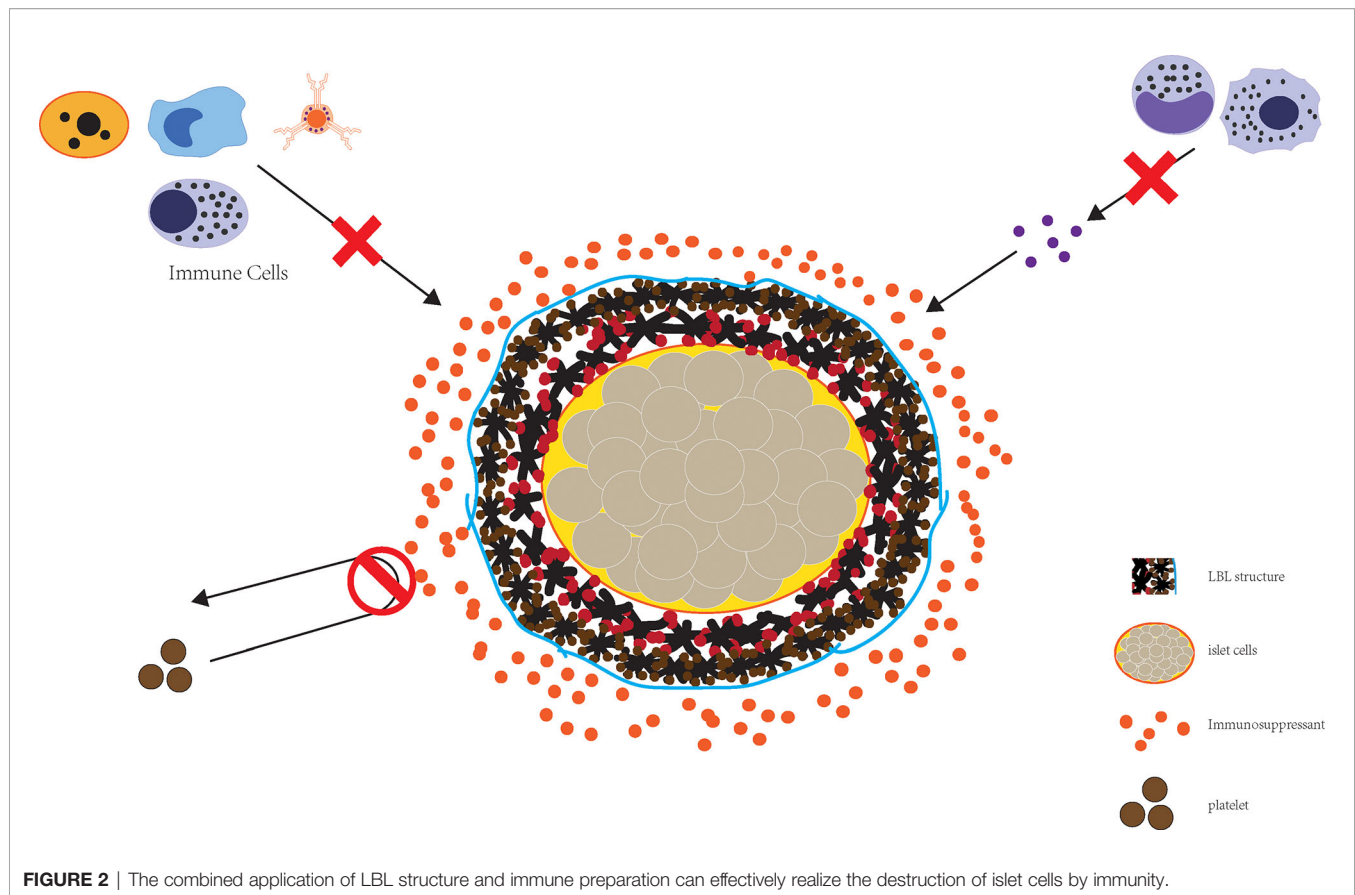 Immune Cells
LBL structure
islet cells
Immunosuppressant
platelet
FIGURE 2 | The combined application of LBL structure and immune preparation can effectively realize the destruction of islet cells by immunity.